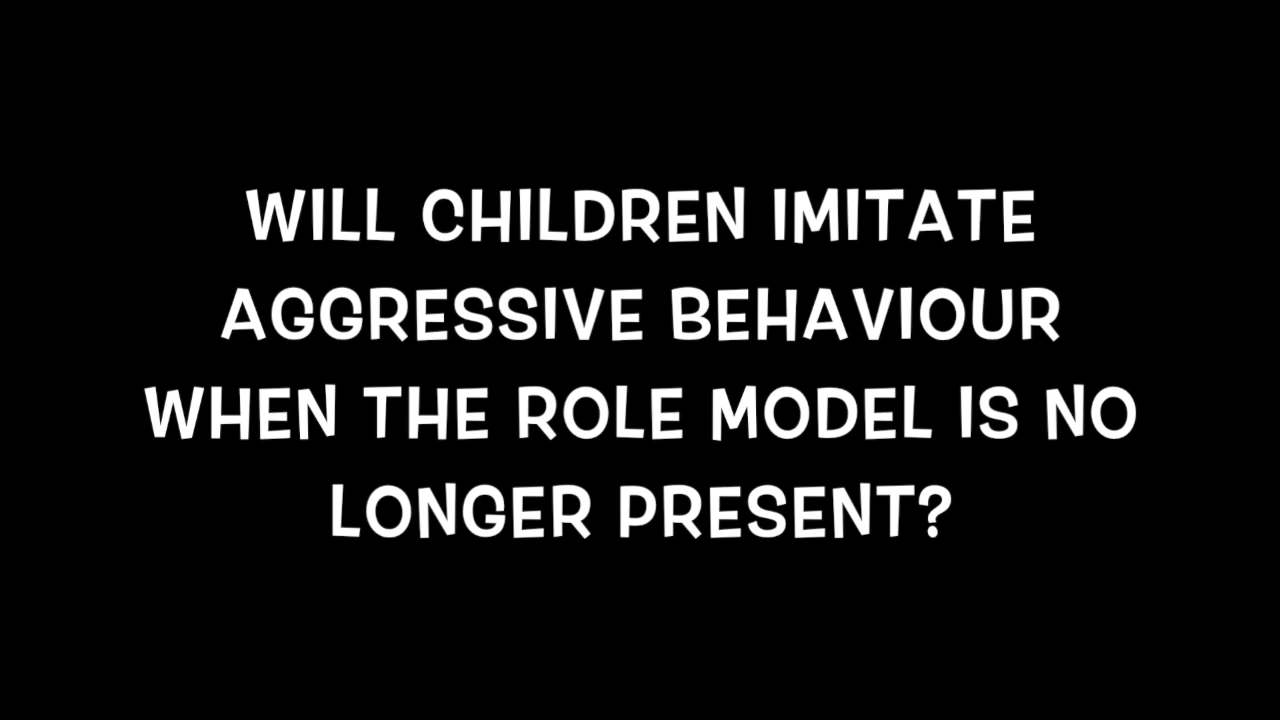 WILL CHILDREN IMITATE
AGGRESSIVE BEHAVIOUR
WHEN THE ROLE MODEL IS NO
LONGER PRESENT?